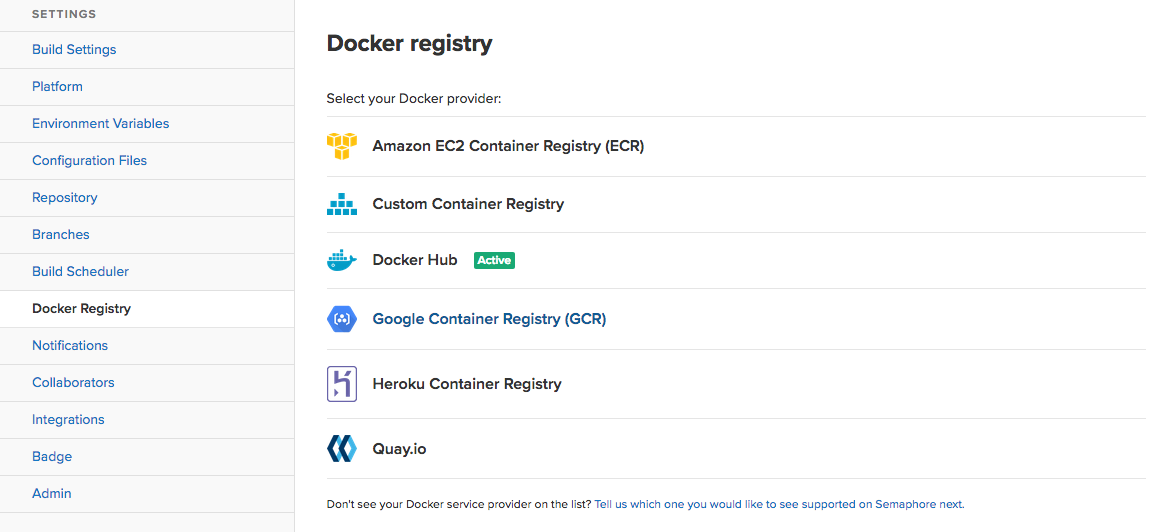 SETTINGS
Build Settings
Platform
Environment Variables
Configuration Files
Repository
Branches
Build Scheduler
Docker Registry
Notifications
Collaborators
Integrations
Badge
Admin
Docker registry
Select your Docker provider:
Amazon EC2 Container Registry (ECR)
Custom Container Registry
Docker Hub Active
Google Container Registry (GCR)
Heroku Container Registry
Quay.io
Don't see your Docker service provider on the list? Tell us which one you would like to see supported on Semaphore next.